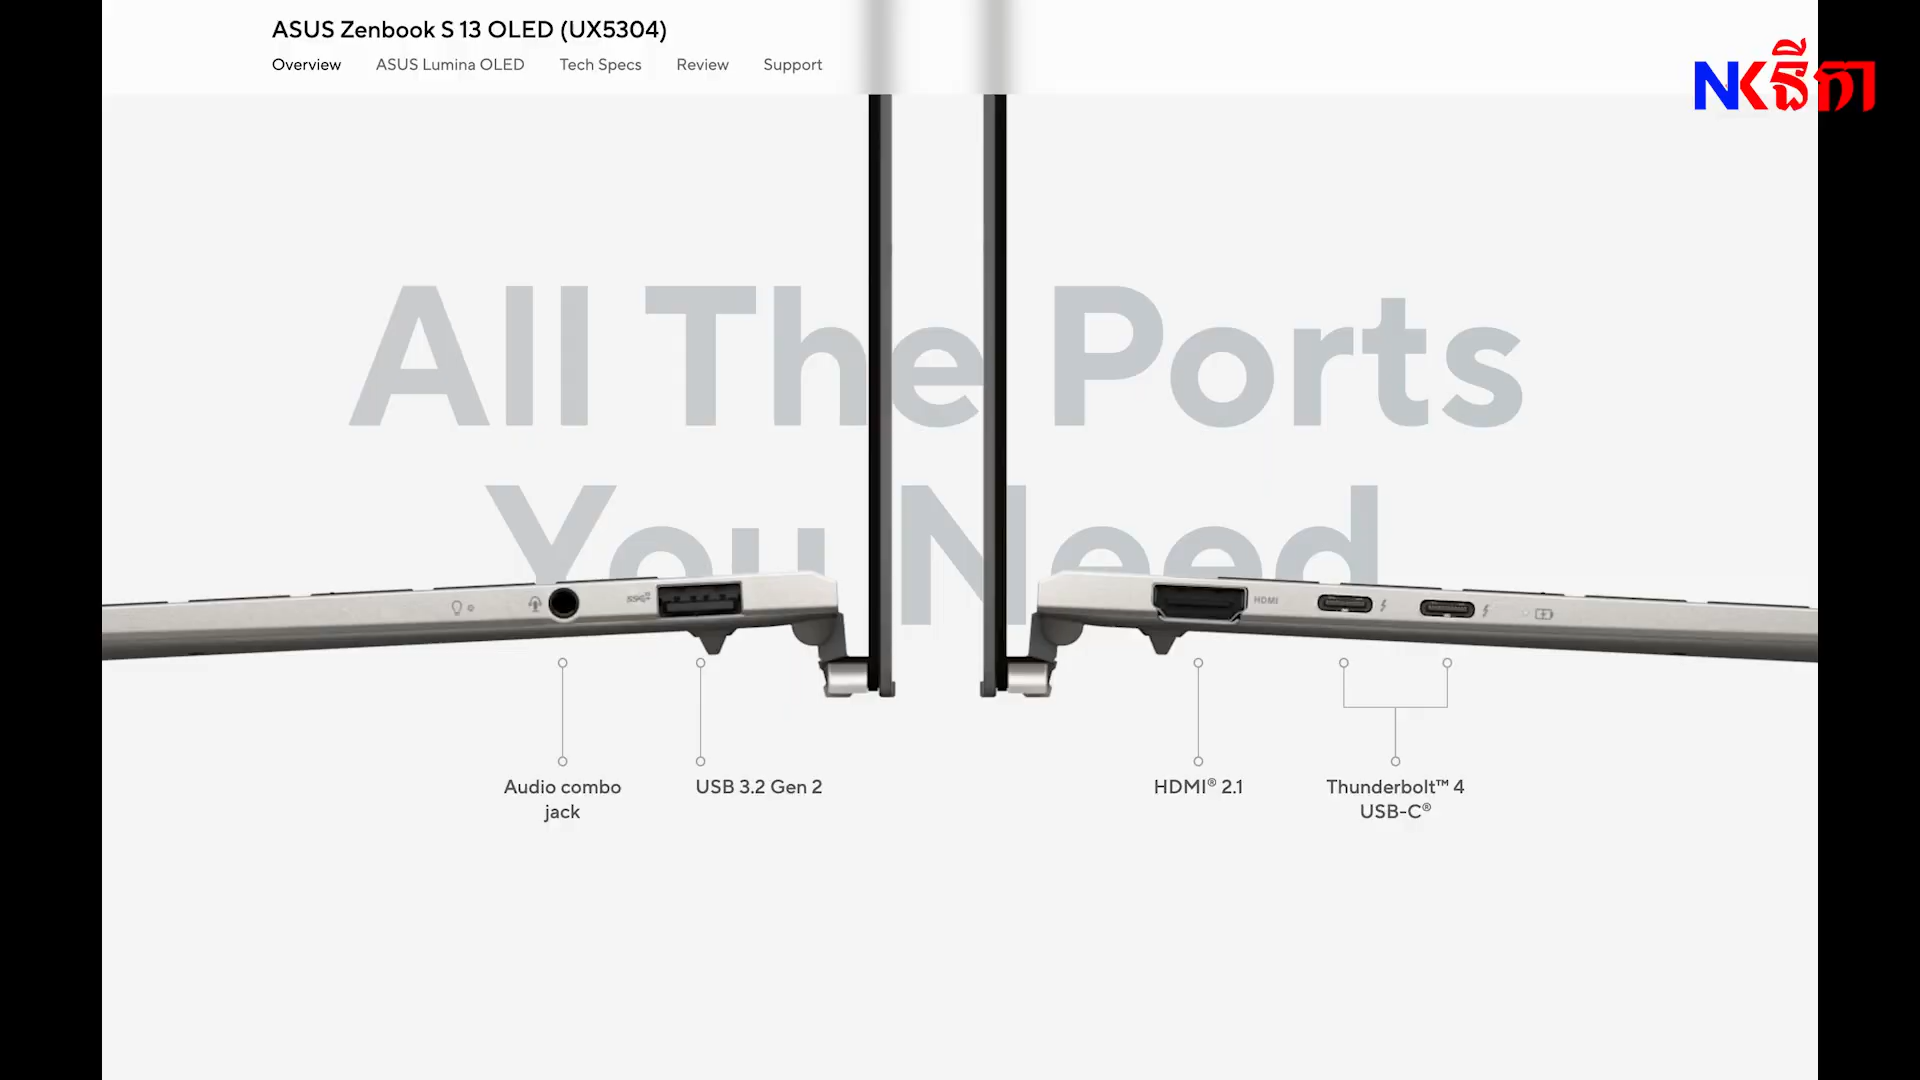 ASUS Zenbook S 13 OLED (UX5304)
Overview ASUS Lumina OLED Tech Specs Review Support
NKឌីកា
All The Ports
You Need
HDMI
Audio combo
jack
USB 3.2 Gen 2
HDMI® 2.1
Thunderbolt™ 4
USB-C®